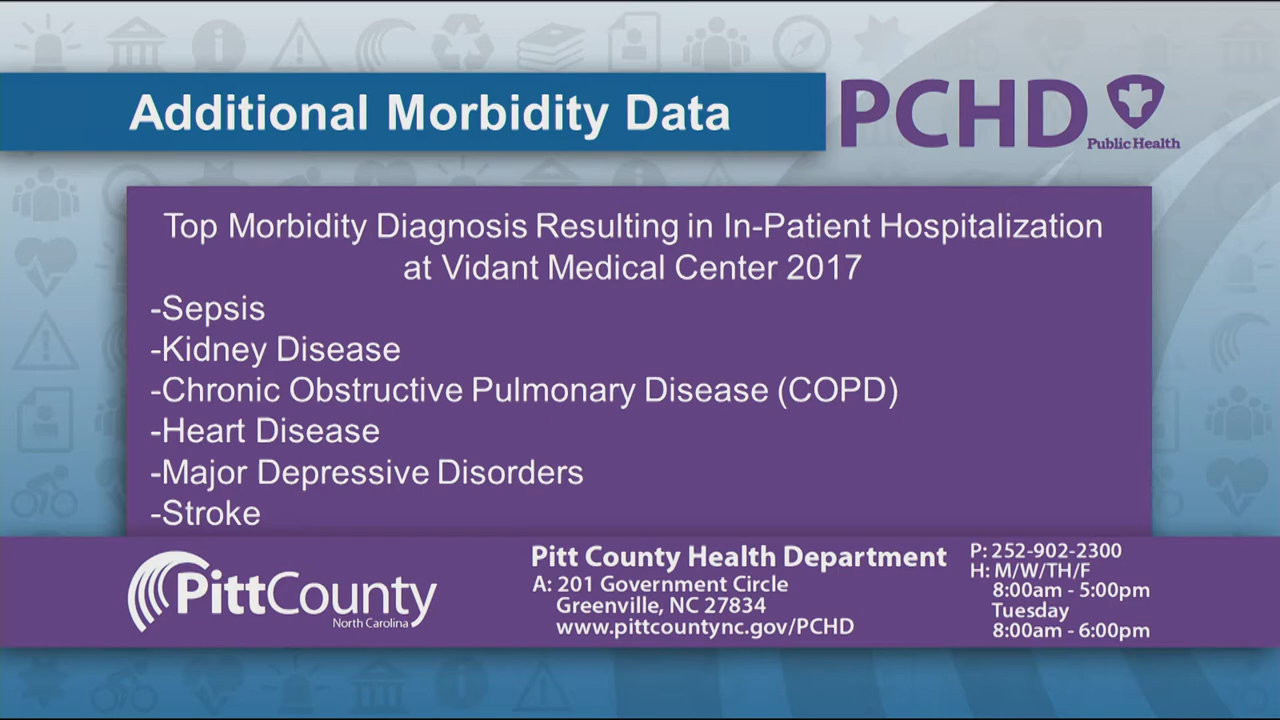 Additional Morbidity Data
PCHD
Public Health
Top Morbidity Diagnosis Resulting in In-Patient Hospitalization
at Vidant Medical Center 2017
-Sepsis
-Kidney Disease
-Chronic Obstructive Pulmonary Disease (COPD)
-Heart Disease
-Major Depressive Disorders
-Stroke
PittCounty
North Carolina
Pitt County Health Department
A: 201 Government Circle
Greenville, NC 27834
www.pittcountync.gov/PCHD
P: 252-902-2300
H: M/W/TH/F
8:00am - 5:00pm
Tuesday
8:00am - 6:00pm